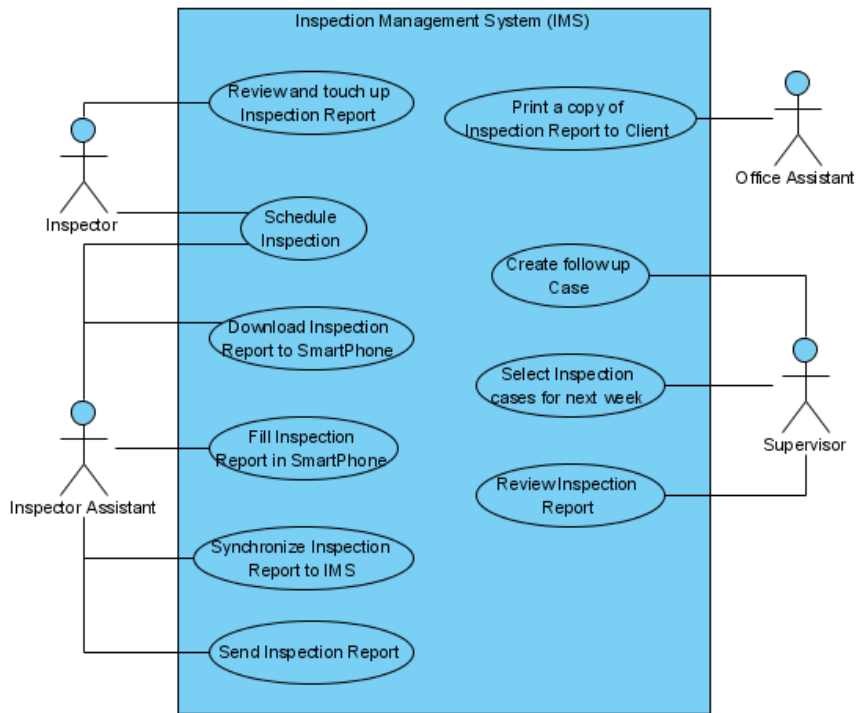 Inspection Management System (IMS)
Review and touch up
Inspection Report
Print a copy of
Inspection Report to Client
Office Assistant
Inspector
Schedule
Inspection
Create follow up
Case
Download Inspection
Report to SmartPhone
Select Inspection
cases for next week
Supervisor
Fill Inspection
Report in SmartPhone
Review Inspection
Report
Inspector Assistant
Synchronize Inspection
Report to IMS
Send Inspection Report